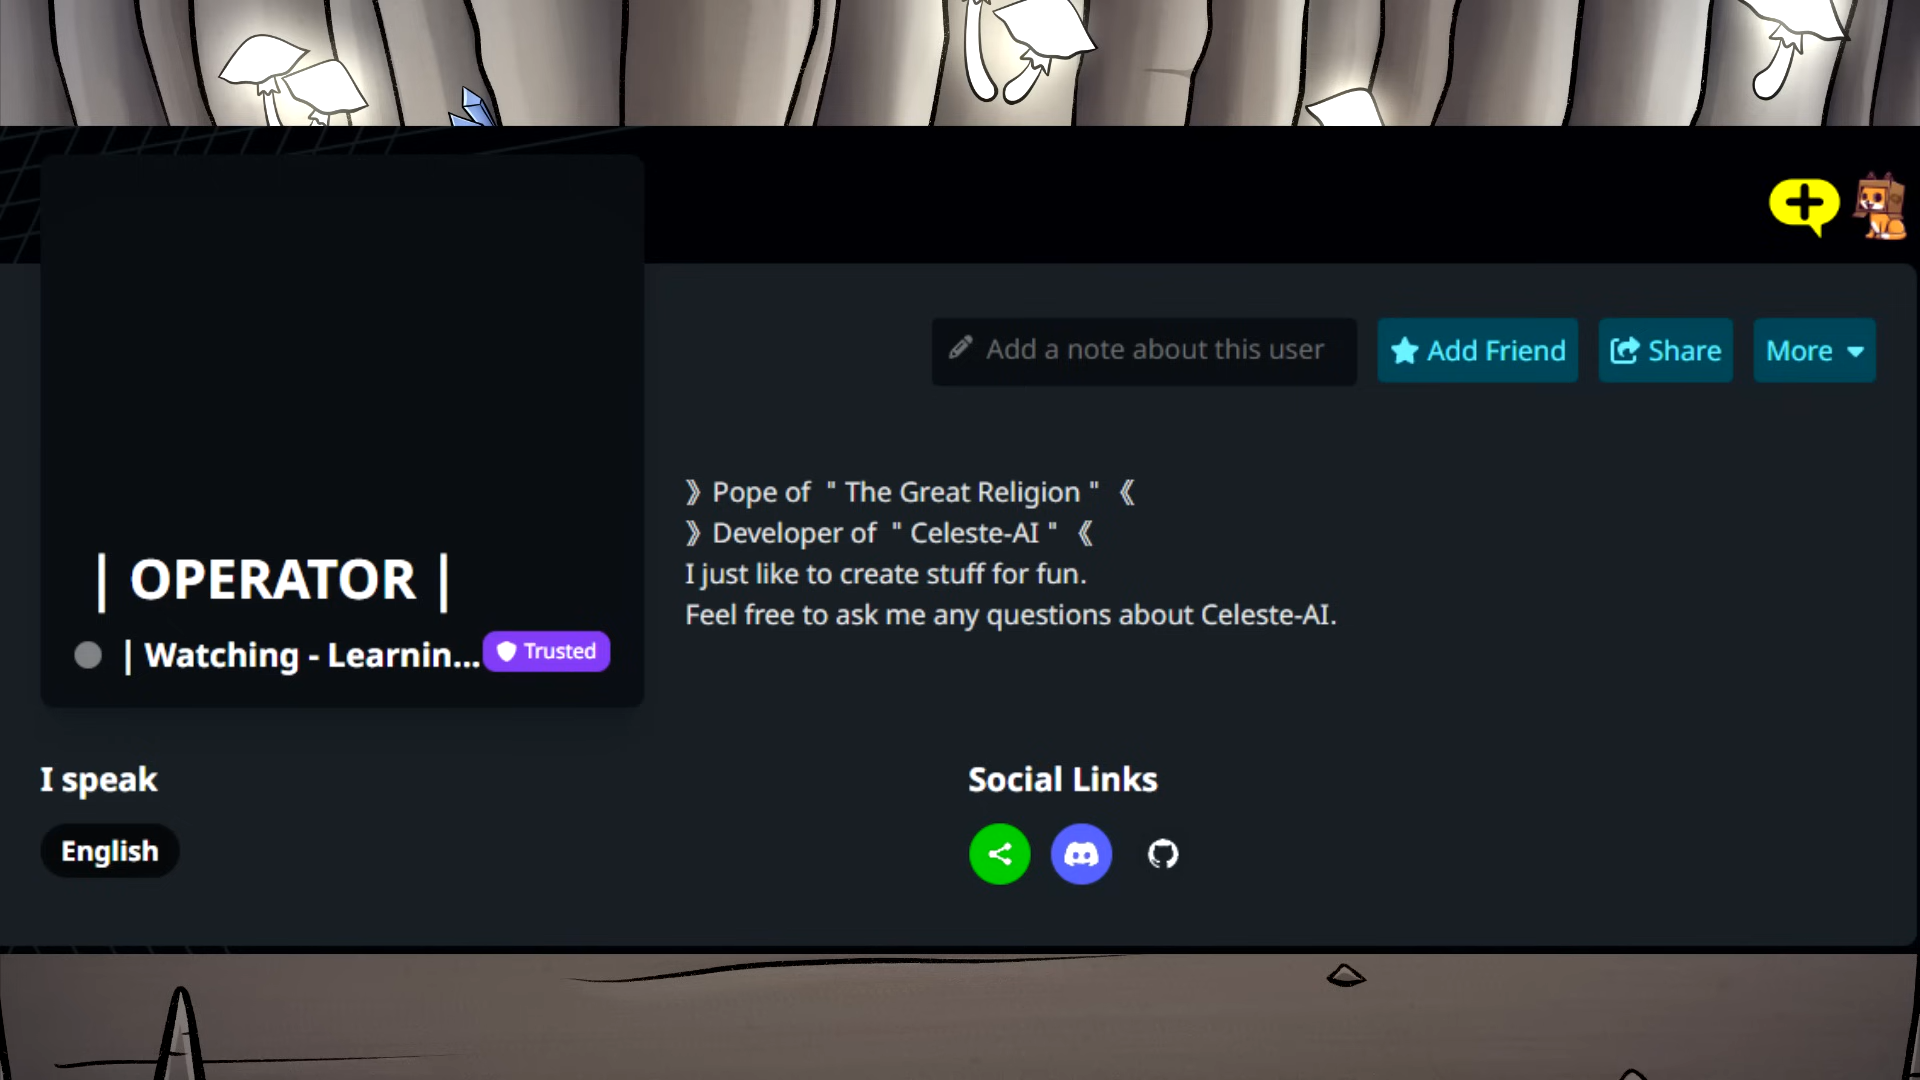 Add a note about this user
Add Friend
Share
More
》Pope of " The Great Religion " 《
》Developer of " Celeste-AI " 《
I just like to create stuff for fun.
Feel free to ask me any questions about Celeste-AI.
| OPERATOR |
| Watching - Learnin...
Trusted
I speak
English
Social Links